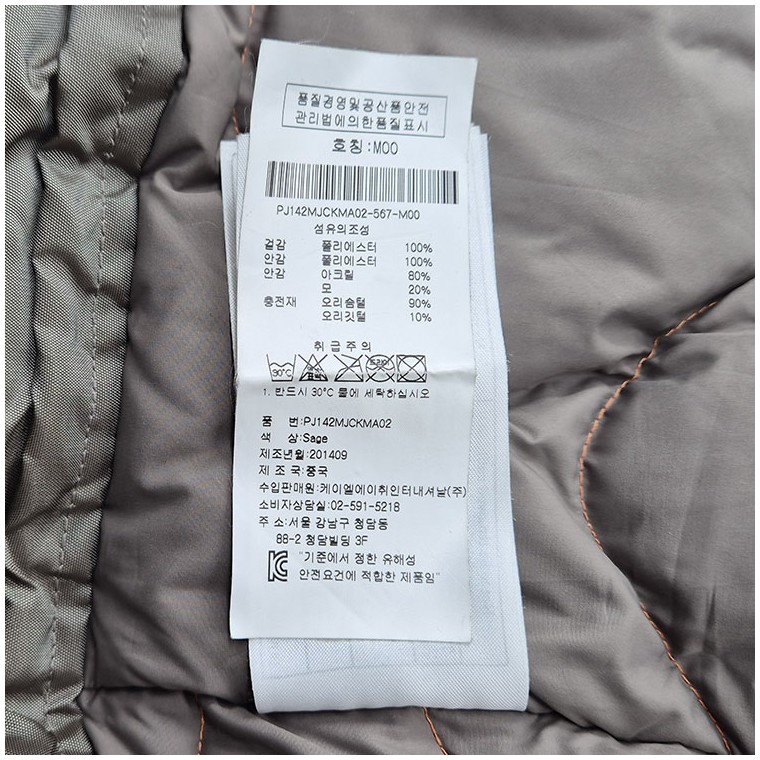 품질경영및공산품안전
관리법에의한품질표시
호칭:M00
PJ142MJCKMA02-567-M00
섬유의조성
겉감 폴리에스터 100%
안감 폴리에스터 100%
안감 아크릴 80%
모 20%
충전재 오리솜털 90%
오리깃털 10%
취급주의
30°C 드라이
1. 반드시 30°C 물에 세탁하십시오
품 번:PJ142MJCKMA02
색 상:Sage
제조년월:201409
제 조 국:중국
수입판매원:케이엘에이취인터내셔날(주)
소비자상담실:02-591-5218
주 소:서울 강남구 청담동
88-2 청담빌딩 3F
"기준에서 정한 유해성
안전요건에 적합한 제품임"